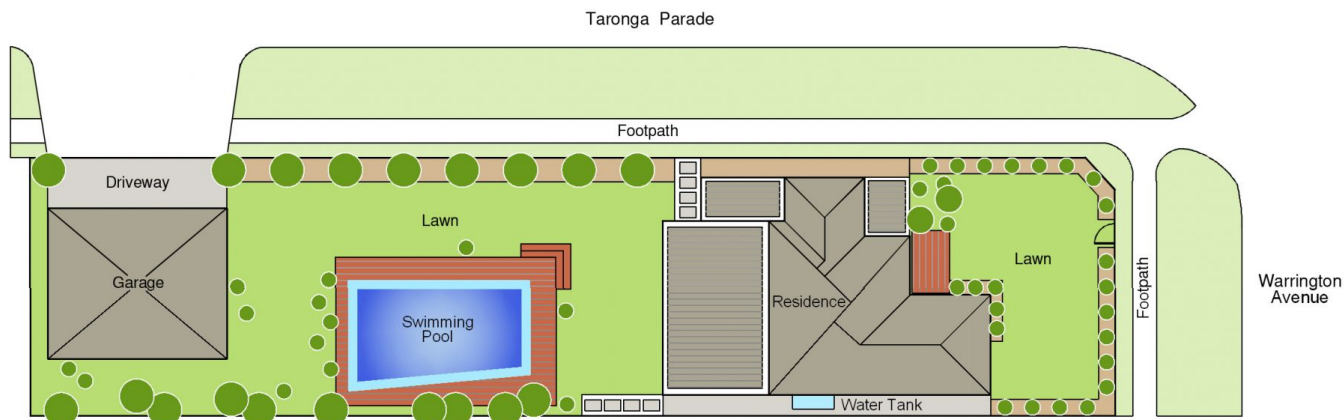 Taronga Parade
Footpath
Driveway
Lawn
Garage
Swimming
Pool
Residence
Lawn
Footpath
Warrington
Avenue
Water Tank